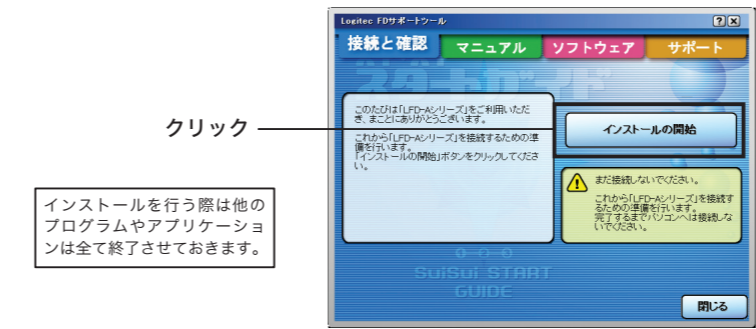 Logitec FDサポートツール
接続と確認
マニュアル
ソフトウェア
サポート
スタートガイド
このたびは「LFD-Aシリーズ」をご利用いただ
き、まことにありがとうございます。
これから「LFD-Aシリーズ」を接続するための準
備を行います。
「インストールの開始」ボタンをクリックしてくださ
い。
クリック
インストールの開始
まだ接続しないでください。
これから「LFD-Aシリーズ」を接続す
るための準備を行います。
完了するまでパソコンへは接続しな
いでください。
インストールを行う際は他の
プログラムやアプリケーショ
ンは全て終了させておきます。
SuiSui START
GUIDE
閉じる